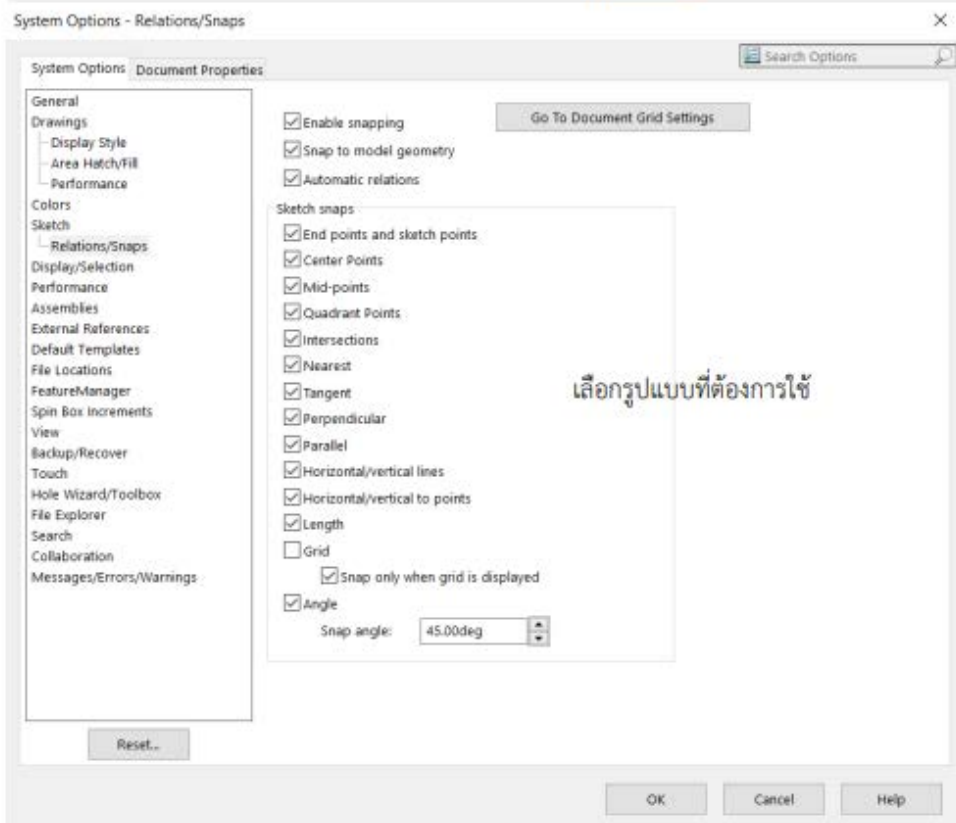 System Options - Relations/Snaps
Search Options
System Options Document Properties
General
Drawings
Display Style
Area Hatch/Fill
Performance
Colors
Sketch
Relations/Snaps
Display/Selection
Performance
Assemblies
External References
Default Templates
File Locations
FeatureManager
Spin Box Increments
View
Backup/Recover
Touch
Hole Wizard/Toolbox
File Explorer
Search
Collaboration
Messages/Errors/Warnings
Reset...
Enable snapping
Go To Document Grid Settings
Snap to model geometry
Automatic relations
Sketch snaps
End points and sketch points
Center Points
Mid-points
Quadrant Points
Intersections
Nearest
Tangent
Perpendicular
Parallel
Horizontal/vertical lines
Horizontal/vertical to points
Length
Grid
Snap only when grid is displayed
Angle
Snap angle: 45.00deg
เลือกรูปแบบที่ต้องการใช้
OK Cancel Help